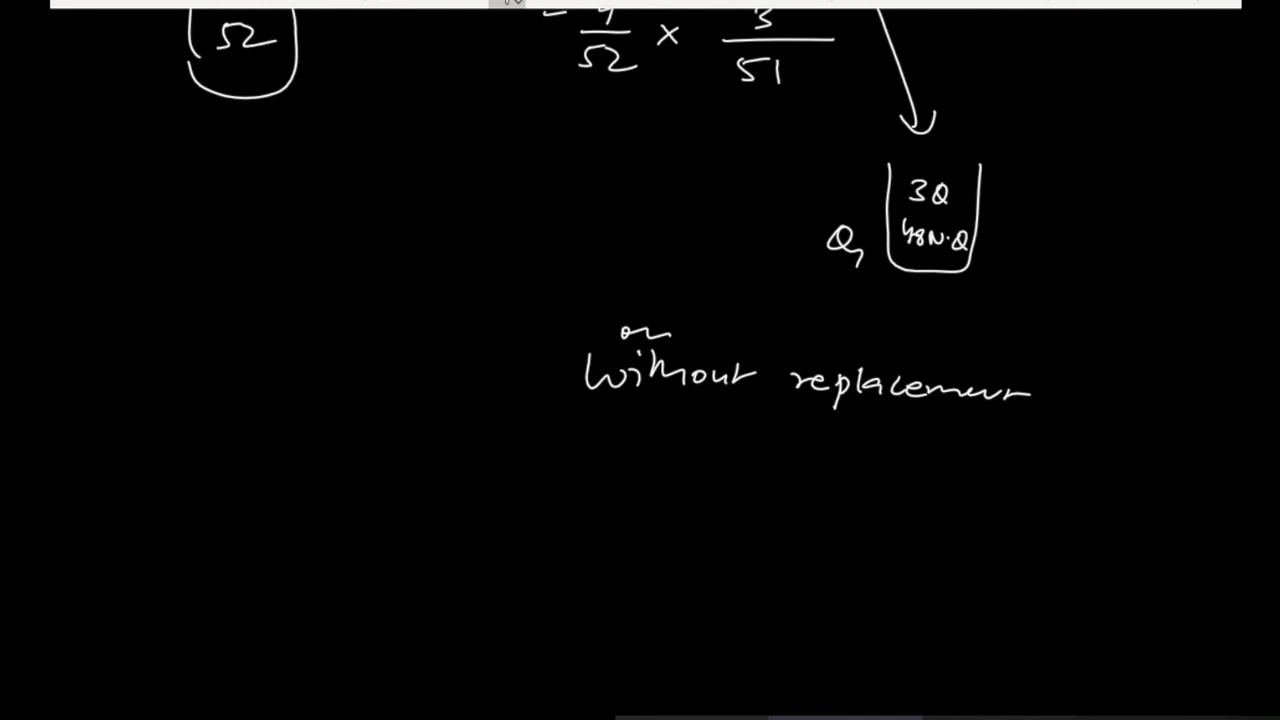 52
= 4/52 × 3/51
3Q
48N.Q
Q,
or
Without replacement